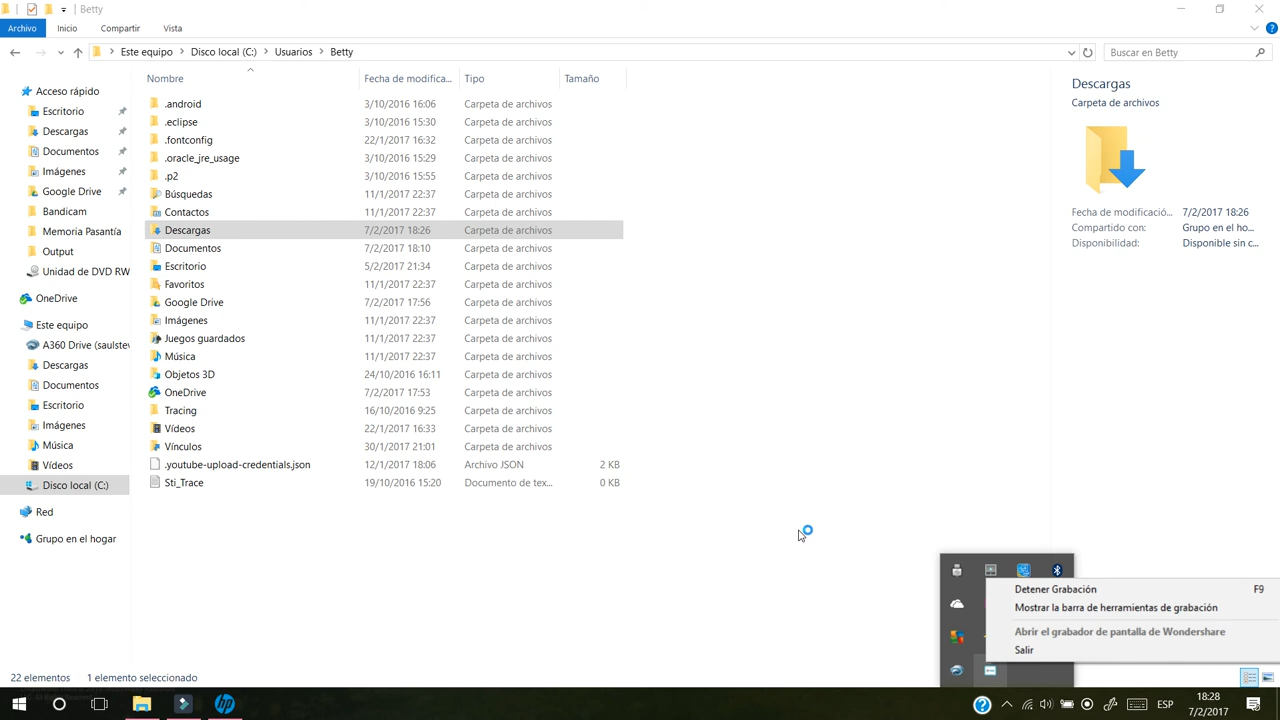 Betty
Archivo Inicio Compartir Vista
Este equipo Disco local (C:) Usuarios Betty
Buscar en Betty
Nombre Fecha de modifica... Tipo Tamaño
Acceso rápido
Escritorio
Descargas
Documentos
Imágenes
Google Drive
Bandicam
Memoria Pasantía
Output
Unidad de DVD RW
OneDrive
Este equipo
A360 Drive (saulstev
Descargas
Documentos
Escritorio
Imágenes
Música
Vídeos
Disco local (C:)
Red
Grupo en el hogar
.android 3/10/2016 16:06 Carpeta de archivos
.eclipse 3/10/2016 15:30 Carpeta de archivos
.fontconfig 22/1/2017 16:32 Carpeta de archivos
.oracle_jre_usage 3/10/2016 15:29 Carpeta de archivos
.p2 3/10/2016 15:55 Carpeta de archivos
Búsquedas 11/1/2017 22:37 Carpeta de archivos
Contactos 11/1/2017 22:37 Carpeta de archivos
Descargas 7/2/2017 18:26 Carpeta de archivos
Documentos 7/2/2017 18:10 Carpeta de archivos
Escritorio 5/2/2017 21:34 Carpeta de archivos
Favoritos 11/1/2017 22:37 Carpeta de archivos
Google Drive 7/2/2017 17:56 Carpeta de archivos
Imágenes 11/1/2017 22:37 Carpeta de archivos
Juegos guardados 11/1/2017 22:37 Carpeta de archivos
Música 11/1/2017 22:37 Carpeta de archivos
Objetos 3D 24/10/2016 16:11 Carpeta de archivos
OneDrive 7/2/2017 17:53 Carpeta de archivos
Tracing 16/10/2016 9:25 Carpeta de archivos
Vídeos 22/1/2017 16:33 Carpeta de archivos
Vínculos 30/1/2017 21:01 Carpeta de archivos
.youtube-upload-credentials.json 12/1/2017 18:06 Archivo JSON 2 KB
Sti_Trace 19/10/2016 15:20 Documento de tex... 0 KB
Descargas
Carpeta de archivos
Fecha de modificació... 7/2/2017 18:26
Compartido con: Grupo en el ho...
Disponibilidad: Disponible sin c...
Detener Grabación F9
Mostrar la barra de herramientas de grabación
Abrir el grabador de pantalla de Wondershare
Salir
22 elementos 1 elemento seleccionado
hp
ESP
18:28
7/2/2017